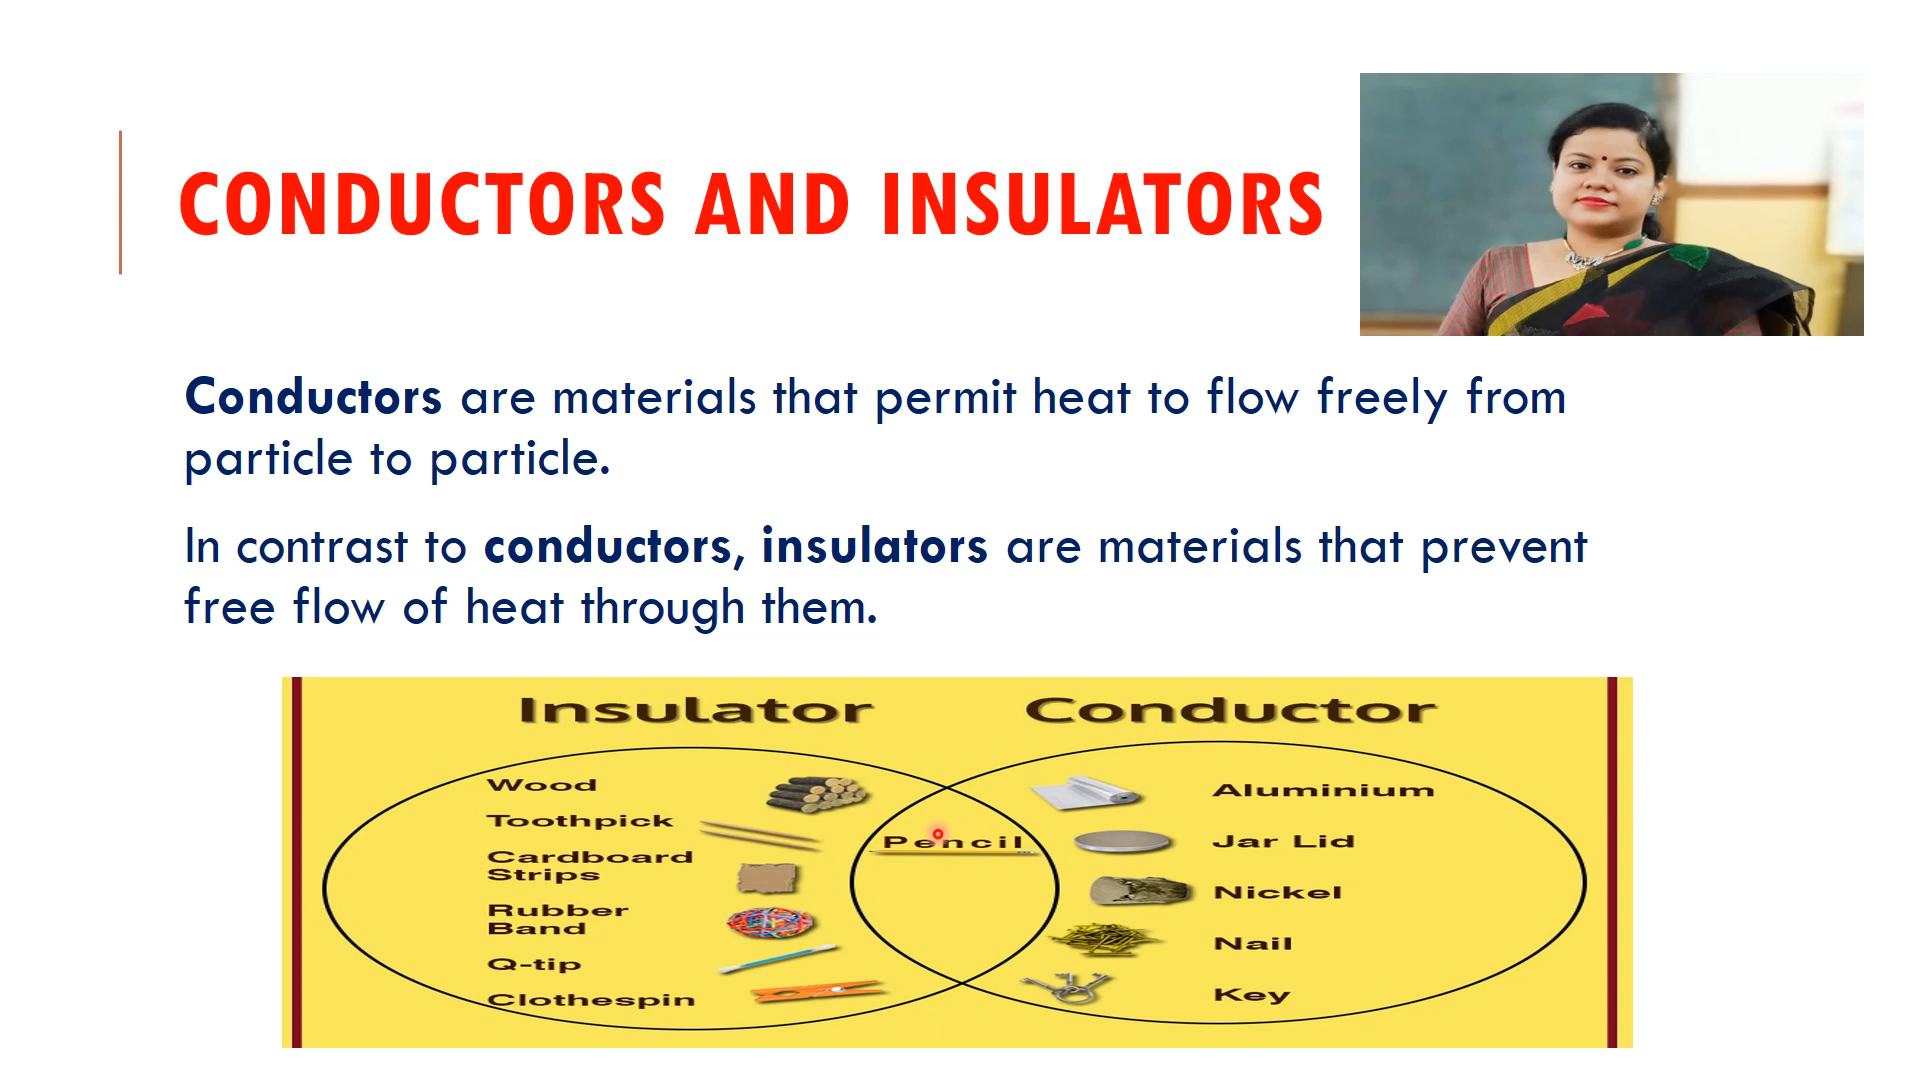 CONDUCTORS AND INSULATORS
Conductors are materials that permit heat to flow freely from
particle to particle.
In contrast to conductors, insulators are materials that prevent
free flow of heat through them.
Insulator
Wood
Toothpick
Cardboard
Strips
Rubber
Band
Q-tip
Clothespin
Pencil
Conductor
Aluminium
Jar Lid
Nickel
Nail
Key